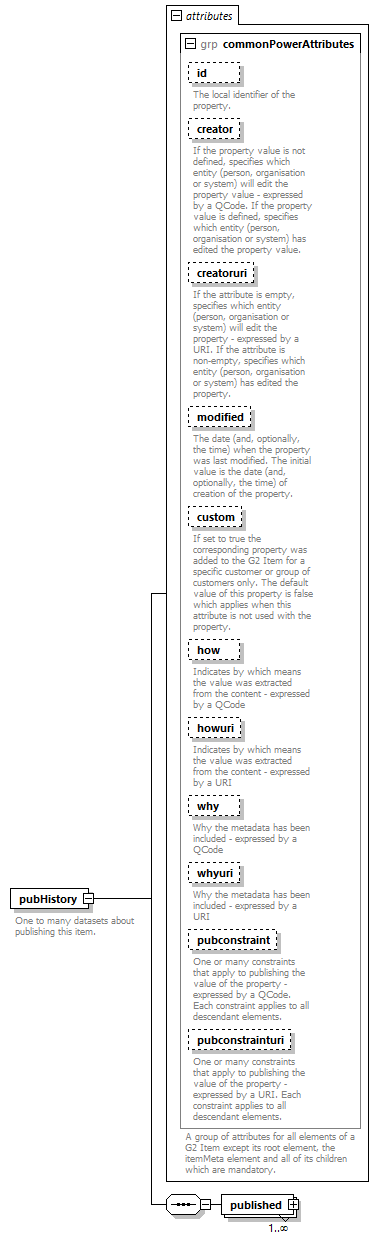 attributes
grp commonPowerAttributes
id
The local identifier of the
property.
creator
If the property value is not
defined, specifies which
entity (person, organisation
or system) will edit the
property value - expressed
by a QCode. If the property
value is defined, specifies
which entity (person,
organisation or system) has
edited the property value.
creatoruri
If the attribute is empty,
specifies which entity
(person, organisation or
system) will edit the
property - expressed by a
URI. If the attribute is
non-empty, specifies which
entity (person, organisation
or system) has edited the
property.
modified
The date (and, optionally,
the time) when the property
was last modified. The initial
value is the date (and,
optionally, the time) of
creation of the property.
custom
If set to true the
corresponding property was
added to the G2 Item for a
specific customer or group of
customers only. The default
value of this property is false
which applies when this
attribute is not used with the
property.
how
Indicates by which means
the value was extracted
from the content - expressed
by a QCode
howuri
Indicates by which means
the value was extracted
from the content - expressed
by a URI
why
Why the metadata has been
included - expressed by a
QCode
whyuri
Why the metadata has been
included - expressed by a
URI
pubconstraint
One or many constraints
that apply to publishing the
value of the property -
expressed by a QCode.
Each constraint applies to all
descendant elements.
pubconstrainturi
One or many constraints
that apply to publishing the
value of the property -
expressed by a URI. Each
constraint applies to all
descendant elements.
A group of attributes for all elements of a
G2 Item except its root element, the
itemMeta element and all of its children
which are mandatory.
pubHistory
One to many datasets about
publishing this item.
published
1..∞